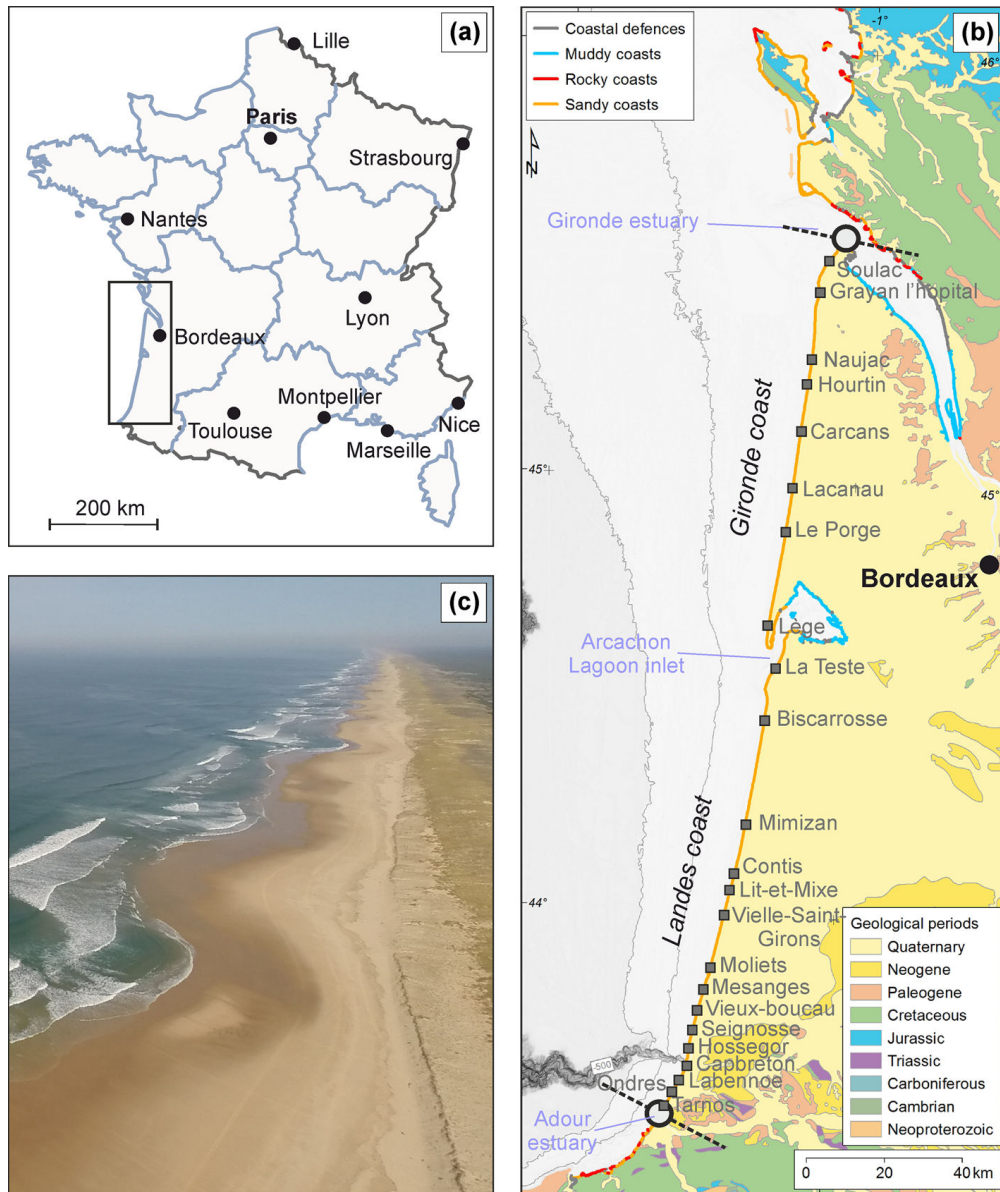 (a)
Lille
Paris
Strasbourg
Nantes
Lyon
Bordeaux
Montpellier
Nice
Toulouse
Marseille
200 km
(c)
(b)
Coastal defences
Muddy coasts
Rocky coasts
Sandy coasts
N
-1°
46°
Gironde estuary
Soulac
Grayan l'hopital
Naujac
Hourtin
Carcans
45°
45°
Lacanau
Le Porge
Gironde coast
Bordeaux
Lège
Arcachon
Lagoon inlet
La Teste
Biscarrosse
Landes coast
Mimizan
Contis
Lit-et-Mixe
44°
Vielle-Saint-
Girons
Moliets
Mesanges
Vieux-boucau
Seignosse
Hossegor
Capbreton
-500
Ondres
Labennoe
Tarnos
Adour
estuary
Geological periods
Quaternary
Neogene
Paleogene
Cretaceous
Jurassic
Triassic
Carboniferous
Cambrian
Neoproterozoic
0 20 40 km